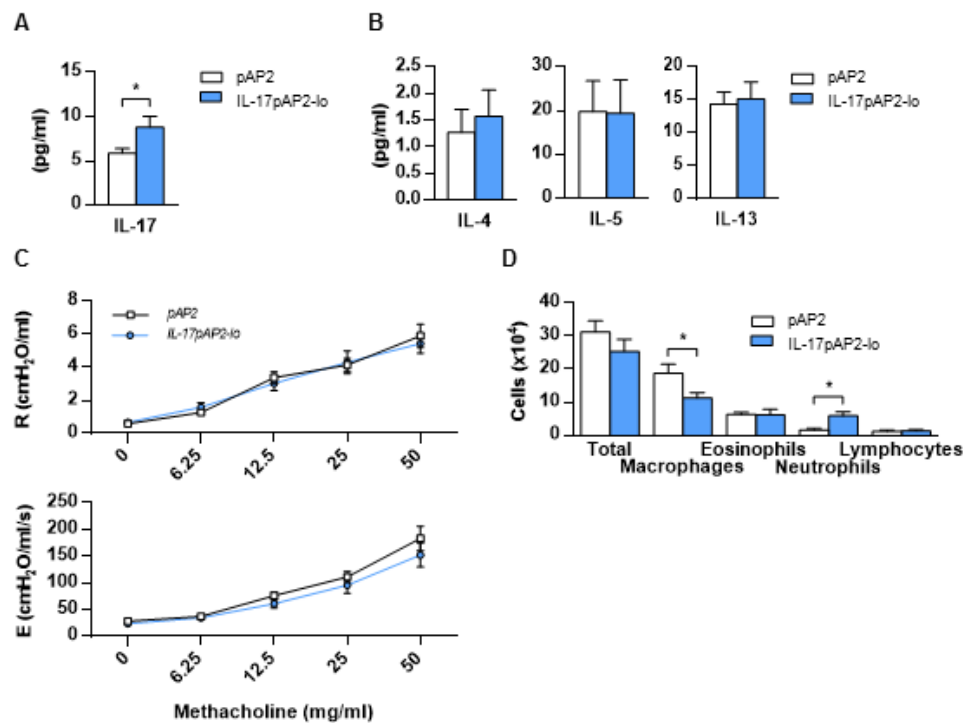 A
(pg/ml)
15
10
5
0
*
IL-17
pAP2
IL-17pAP2-lo
B
(pg/ml)
2.5
2.0
1.5
1.0
0.5
0.0
IL-4
30
20
10
0
IL-5
20
15
10
5
0
IL-13
pAP2
IL-17pAP2-lo
C
R (cmH₂O/ml)
8
6
4
2
0
pAP2
IL-17pAP2-lo
0
6.25
12.5
25
50
E (cmH₂O/ml/s)
250
200
150
100
50
0
0
6.25
12.5
25
50
Methacholine (mg/ml)
D
Cells (x10⁴)
40
30
20
10
0
*
*
pAP2
IL-17pAP2-lo
Total
Macrophages
Eosinophils
Neutrophils
Lymphocytes